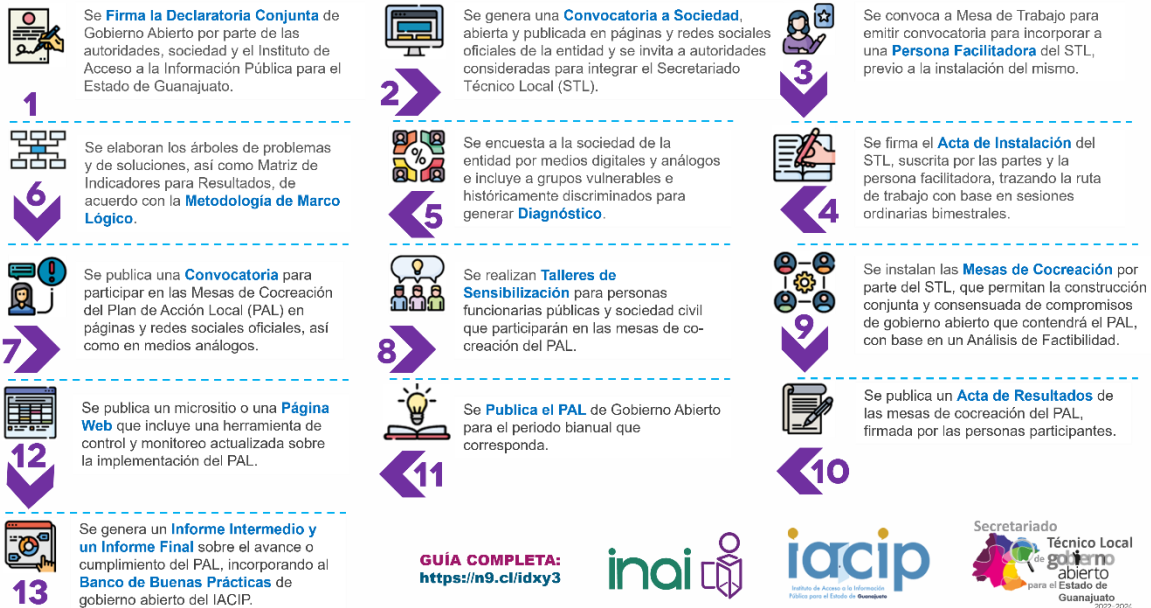 Se Firma la Declaratoria Conjunta de
Gobierno Abierto por parte de las
autoridades, sociedad y el Instituto de
Acceso a la Información Pública para el
Estado de Guanajuato.
1
Se genera una Convocatoria a Sociedad,
abierta y publicada en páginas y redes sociales
oficiales de la entidad y se invita a autoridades
consideradas para integrar el Secretariado
Técnico Local (STL).
2
Se convoca a Mesa de Trabajo para
emitir convocatoria para incorporar a
una Persona Facilitadora del STL,
previo a la instalación del mismo.
3
Se firma el Acta de Instalación del
STL, suscrita por las partes y la
persona facilitadora, trazando la ruta
de trabajo con base en sesiones
ordinarias bimestrales.
4
%
Se encuesta a la sociedad de la
entidad por medios digitales y análogos
e incluye a grupos vulnerables e
históricamente discriminados para
generar Diagnóstico.
5
Se elaboran los árboles de problemas
y de soluciones, así como Matriz de
Indicadores para Resultados, de
acuerdo con la Metodología de Marco
Lógico.
6
Se publica una Convocatoria para
participar en las Mesas de Cocreación
del Plan de Acción Local (PAL) en
páginas y redes sociales oficiales, así
como en medios análogos.
7
Se realizan Talleres de
Sensibilización para personas
funcionarias públicas y sociedad civil
que participarán en las mesas de co-
creación del PAL.
8
Se instalan las Mesas de Cocreación por
parte del STL, que permitan la construcción
conjunta y consensuada de compromisos
de gobierno abierto que contendrá el PAL,
con base en un Análisis de Factibilidad.
9
Se publica un Acta de Resultados de
las mesas de cocreación del PAL,
firmada por las personas participantes.
10
Se Publica el PAL de Gobierno Abierto
para el periodo bianual que
corresponda.
11
Se publica un micrositio o una Página
Web que incluye una herramienta de
control y monitoreo actualizada sobre
la implementación del PAL.
12
Se genera un Informe Intermedio y
un Informe Final sobre el avance o
cumplimiento del PAL, incorporando al
Banco de Buenas Prácticas de
gobierno abierto del IACIP.
13
GUÍA COMPLETA:
https://n9.cl/idxy3
inai
iacip
Instituto de Acceso a la Información
Pública para el Estado de Guanajuato
Secretariado
Técnico Local
de gobierno
abierto
para el Estado de
Guanajuato
2022-2024